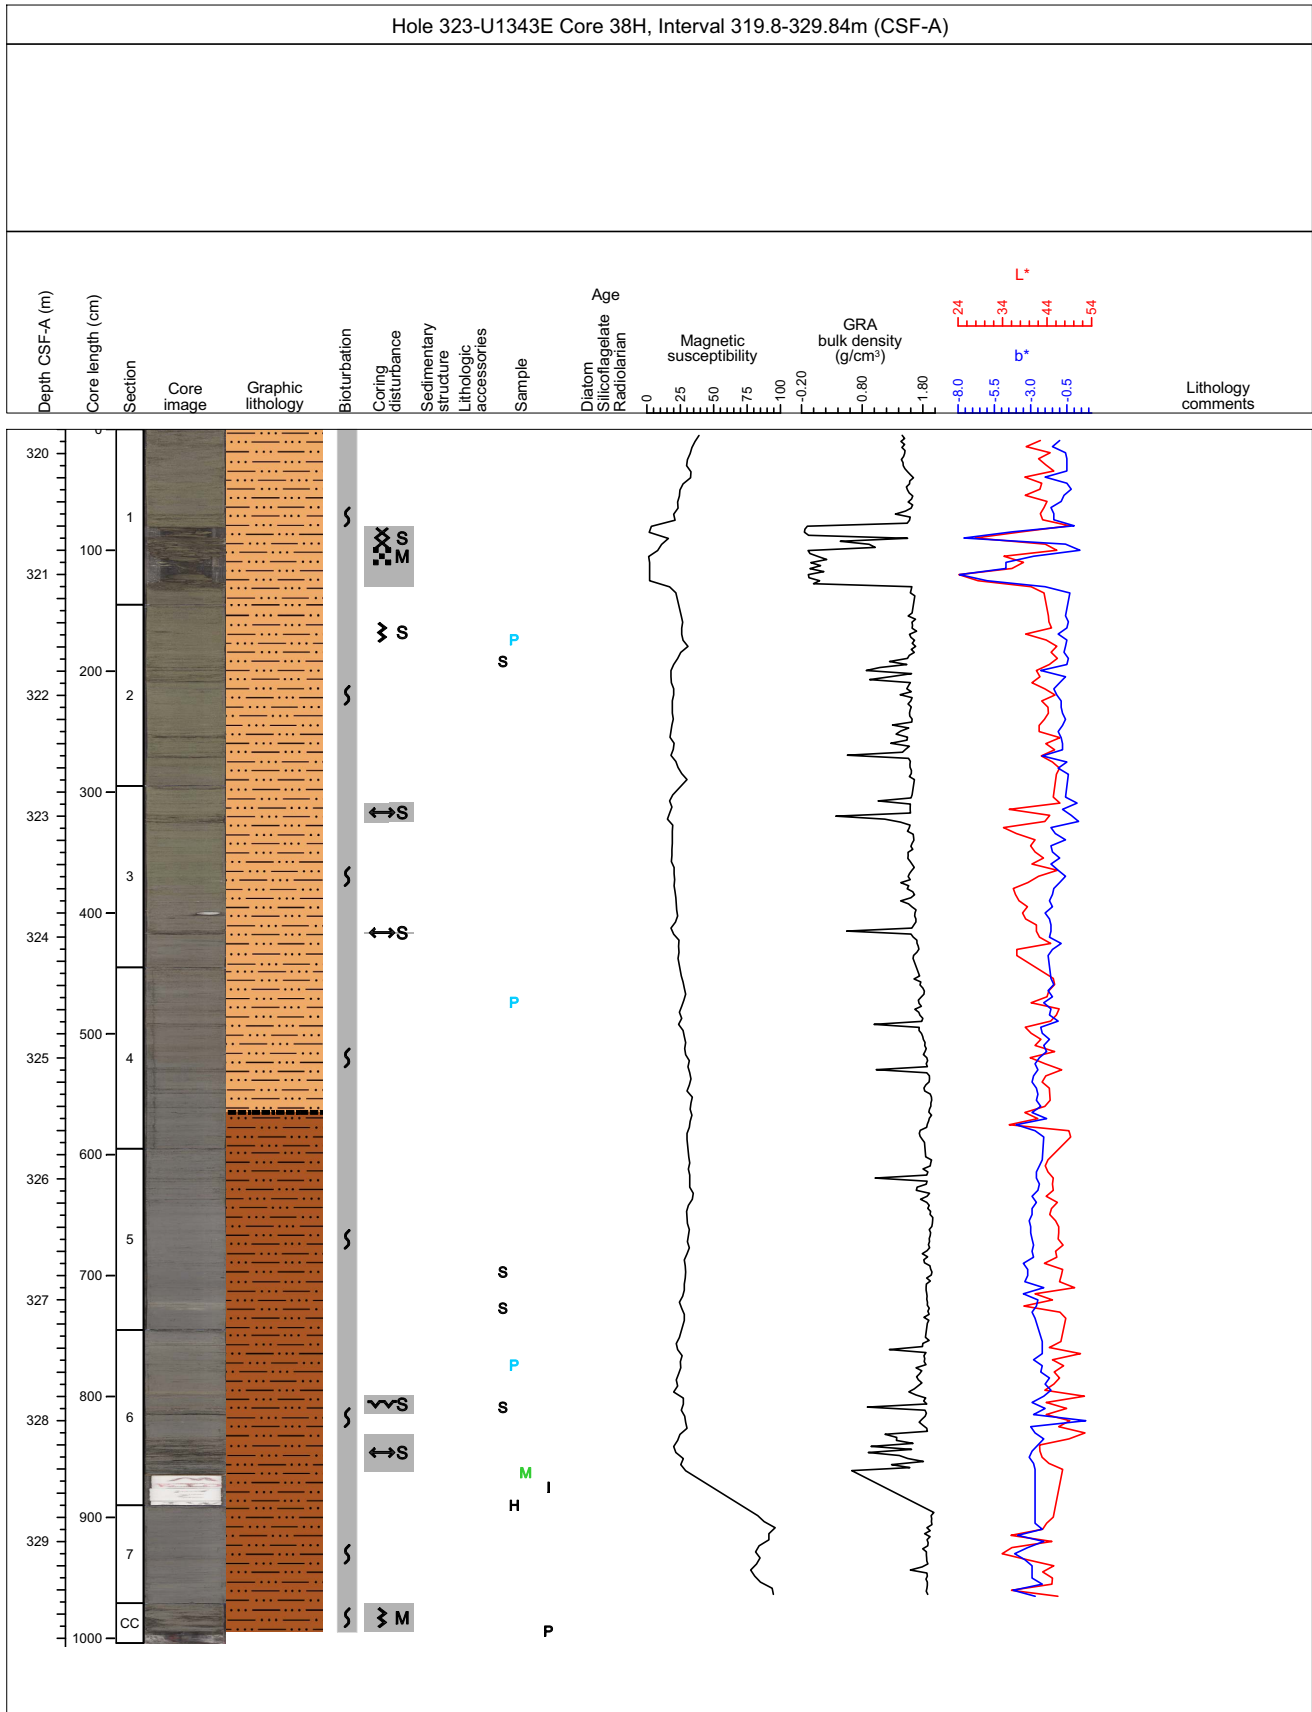 Hole 323-U1343E Core 38H, Interval 319.8-329.84m (CSF-A)
Depth CSF-A (m)
Core length (cm)
Section
Core
image
Graphic
lithology
Bioturbation
Coring
disturbance
Sedimentary
structure
Lithologic
accessories
Sample
Age
Diatom
Silicoflagelate
Radiolarian
Magnetic
susceptibility
0 25 50 75 100
GRA
bulk density
(g/cm³)
-0.20 0.80 1.80
L*
24 34 44 54
b*
-8.0 -5.5 -3.0 -0.5
Lithology
comments
0
320
1
S
100
M
321
S
P
S
200
322
2
300
323
S
3
400
324
S
P
500
325
4
600
326
5
S
700
327
S
P
800
S
S
328
6
S
M
I
H
900
329
7
M
CC
P
1000